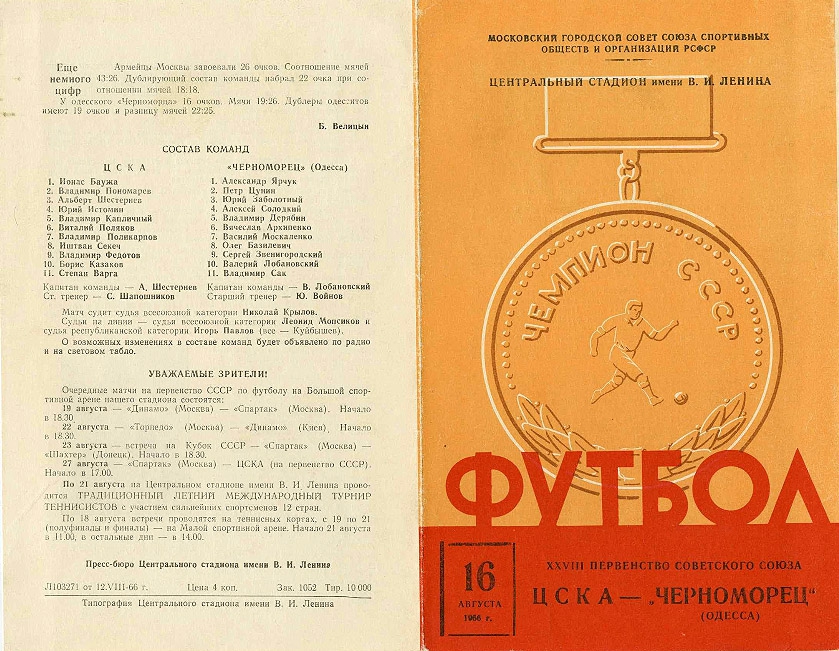 Еще
немного
цифр
Армейцы Москвы завоевали 26 очков. Соотношение мячей
43:26. Дублирующий состав команды набрал 22 очка при со-
отношении мячей 18:18.
У одесского «Черноморца» 16 очков. Мячи 19:26. Дублеры одесситов
имеют 19 очков и разницу мячей 22:25.
Б. Велицын
СОСТАВ КОМАНД
ЦСКА
1. Ионас Баужа
2. Владимир Пономарев
3. Альберт Шестернев
4. Юрий Истомин
5. Владимир Капличный
6. Виталий Поляков
7. Владимир Поликарпов
8. Иштван Секеч
9. Владимир Федотов
10. Борис Казаков
11. Степан Варга
Капитан команды — А. Шестернев
Ст. тренер — С. Шапошников
«ЧЕРНОМОРЕЦ» (Одесса)
1. Александр Ярчук
2. Петр Цунин
3. Юрий Заболотный
4. Алексей Солодкий
5. Владимир Дерябин
6. Вячеслав Архипенко
7. Василий Москаленко
8. Олег Базилевич
9. Сергей Звенигородский
10. Валерий Лобановский
11. Владимир Сак
Капитан команды — В. Лобановский
Старший тренер — Ю. Войнов
Матч судит судья всесоюзной категории Николай Крылов.
Судьи на линии — судья всесоюзной категории Леонид Мопсиков и
судья республиканской категории Игорь Павлов (все — Куйбышев).
О возможных изменениях в составе команд будет объявлено по радио
и на световом табло.
УВАЖАЕМЫЕ ЗРИТЕЛИ!
Очередные матчи на первенство СССР по футболу на Большой спор-
тивной арене нашего стадиона состоятся:
19 августа — «Динамо» (Москва) — «Спартак» (Москва). Начало
в 18.30.
22 августа — «Торпедо» (Москва) — «Динамо» (Киев). Начало
в 18.30.
23 августа — встреча на Кубок СССР — «Спартак» (Москва) —
«Шахтер» (Донецк). Начало в 18.30.
27 августа — «Спартак» (Москва) — ЦСКА (на первенство СССР).
Начало в 17.00.
По 21 августа на Центральном стадионе имени В. И. Ленина прово-
дится ТРАДИЦИОННЫЙ ЛЕТНИЙ МЕЖДУНАРОДНЫЙ ТУРНИР
ТЕННИСИСТОВ с участием сильнейших спортсменов 12 стран.
По 18 августа встречи проводятся на теннисных кортах, с 19 по 21
(полуфиналы и финалы) — на Малой спортивной арене. Начало 21 августа
в 11.00, в остальные дни — в 14.00.
Пресс-бюро Центрального стадиона имени В. И. Ленина
Л103271 от 12.VIII-66 г. Цена 4 коп. Зак. 1052 Тир. 10 000
Типография Центрального стадиона имени В. И. Ленина
МОСКОВСКИЙ ГОРОДСКОЙ СОВЕТ СОЮЗА СПОРТИВНЫХ
ОБЩЕСТВ И ОРГАНИЗАЦИЙ РСФСР
ЦЕНТРАЛЬНЫЙ СТАДИОН имени В. И. ЛЕНИНА
ЧЕМПИОН СССР
ФУТБОЛ
16
АВГУСТА
1966 г.
XXVIII ПЕРВЕНСТВО СОВЕТСКОГО СОЮЗА
ЦСКА — „ЧЕРНОМОРЕЦ“
(ОДЕССА)